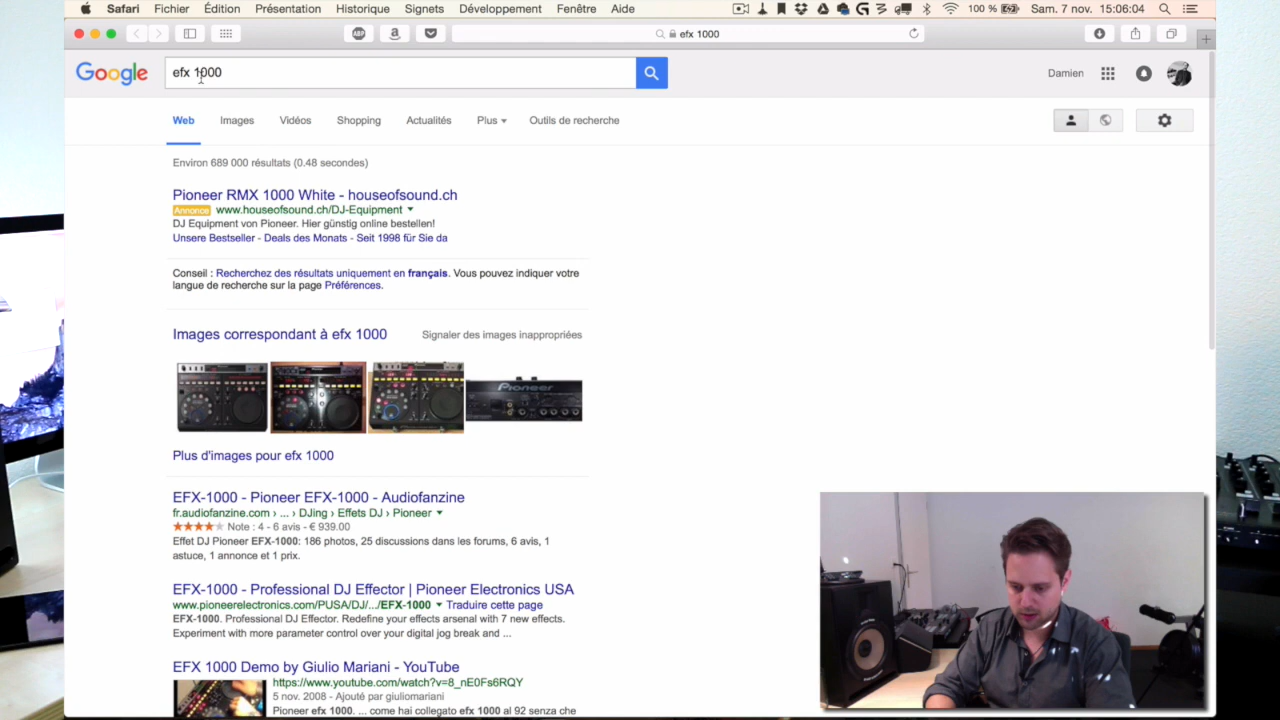 Safari Fichier Édition Présentation Historique Signets Développement Fenêtre Aide 100 % Sam. 7 nov. 15:06:04
ABP a efx 1000
Google efx 1000 Damien
Web Images Vidéos Shopping Actualités Plus Outils de recherche
Environ 689 000 résultats (0.48 secondes)
Pioneer RMX 1000 White - houseofsound.ch
Annonce www.houseofsound.ch/DJ-Equipment
DJ Equipment von Pioneer. Hier günstig online bestellen!
Unsere Bestseller - Deals des Monats - Seit 1998 für Sie da
Conseil : Recherchez des résultats uniquement en français. Vous pouvez indiquer votre
langue de recherche sur la page Préférences.
Images correspondant à efx 1000 Signaler des images inappropriées
Pioneer
Plus d'images pour efx 1000
EFX-1000 - Pioneer EFX-1000 - Audiofanzine
fr.audiofanzine.com › ... › DJing › Effets DJ › Pioneer
Note : 4 - 6 avis - € 939.00
Effet DJ Pioneer EFX-1000: 186 photos, 25 discussions dans les forums, 6 avis, 1
astuce, 1 annonce et 1 prix.
EFX-1000 - Professional DJ Effector | Pioneer Electronics USA
www.pioneerelectronics.com/PUSA/DJ/.../EFX-1000 Traduire cette page
EFX-1000. Professional DJ Effector. Redefine your effects arsenal with 7 new effects.
Experiment with more parameter control over your digital jog break and ...
EFX 1000 Demo by Giulio Mariani - YouTube
https://www.youtube.com/watch?v=8_nE0Fs6RQY
5 nov. 2008 - Ajouté par giuliomariani
Pioneer efx 1000. ... come hai collegato efx 1000 al 92 senza che